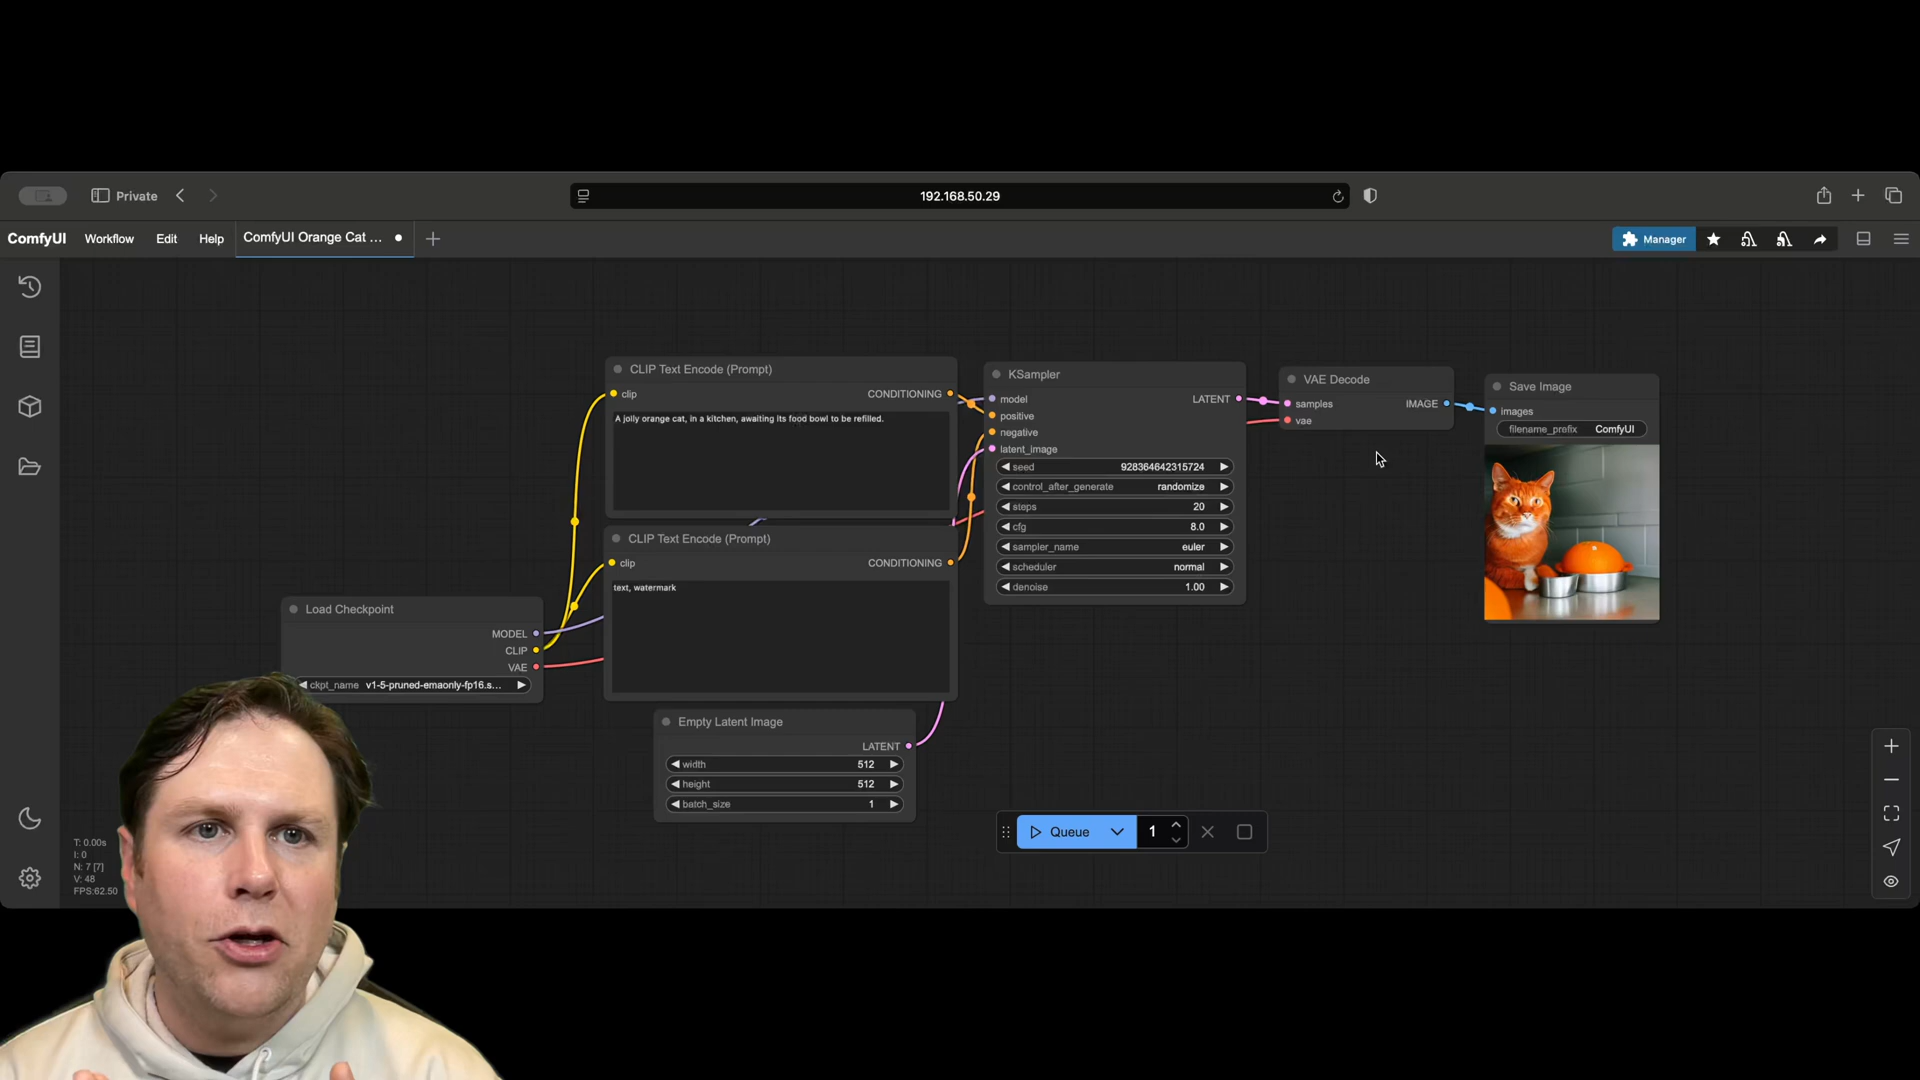 Private
192.168.50.29
ComfyUI
Workflow
Edit
Help
ComfyUI Orange Cat ...
Manager
CLIP Text Encode (Prompt)
clip
CONDITIONING
A jolly orange cat, in a kitchen, awaiting its food bowl to be refilled.
CLIP Text Encode (Prompt)
clip
CONDITIONING
text, watermark
Load Checkpoint
MODEL
CLIP
VAE
ckpt_name v1-5-pruned-emaonly-fp16.s...
Empty Latent Image
LATENT
width 512
height 512
batch_size 1
KSampler
model
LATENT
positive
negative
latent_image
seed 928364642315724
control_after_generate randomize
steps 20
cfg 8.0
sampler_name euler
scheduler normal
denoise 1.00
VAE Decode
samples
IMAGE
vae
Save Image
images
filename_prefix ComfyUI
Queue
1
T: 0.00s
I: 0
N: 7 [7]
V: 48
FPS:62.50